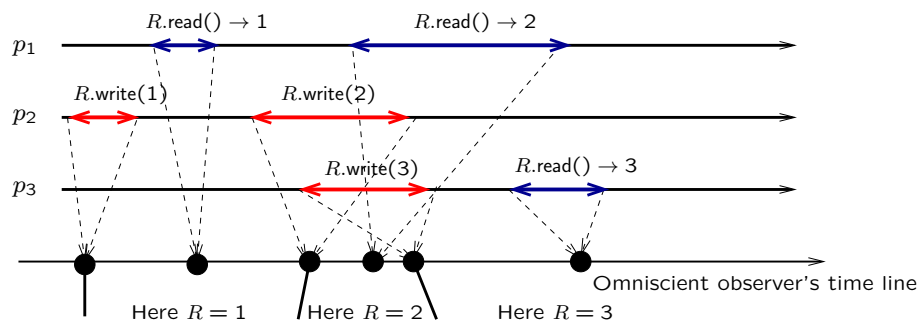 R.read() → 1
R.read() → 2
p1
R.write(1)
R.write(2)
p2
R.write(3)
R.read() → 3
p3
Omniscient observer's time line
Here R = 1
Here R = 2
Here R = 3